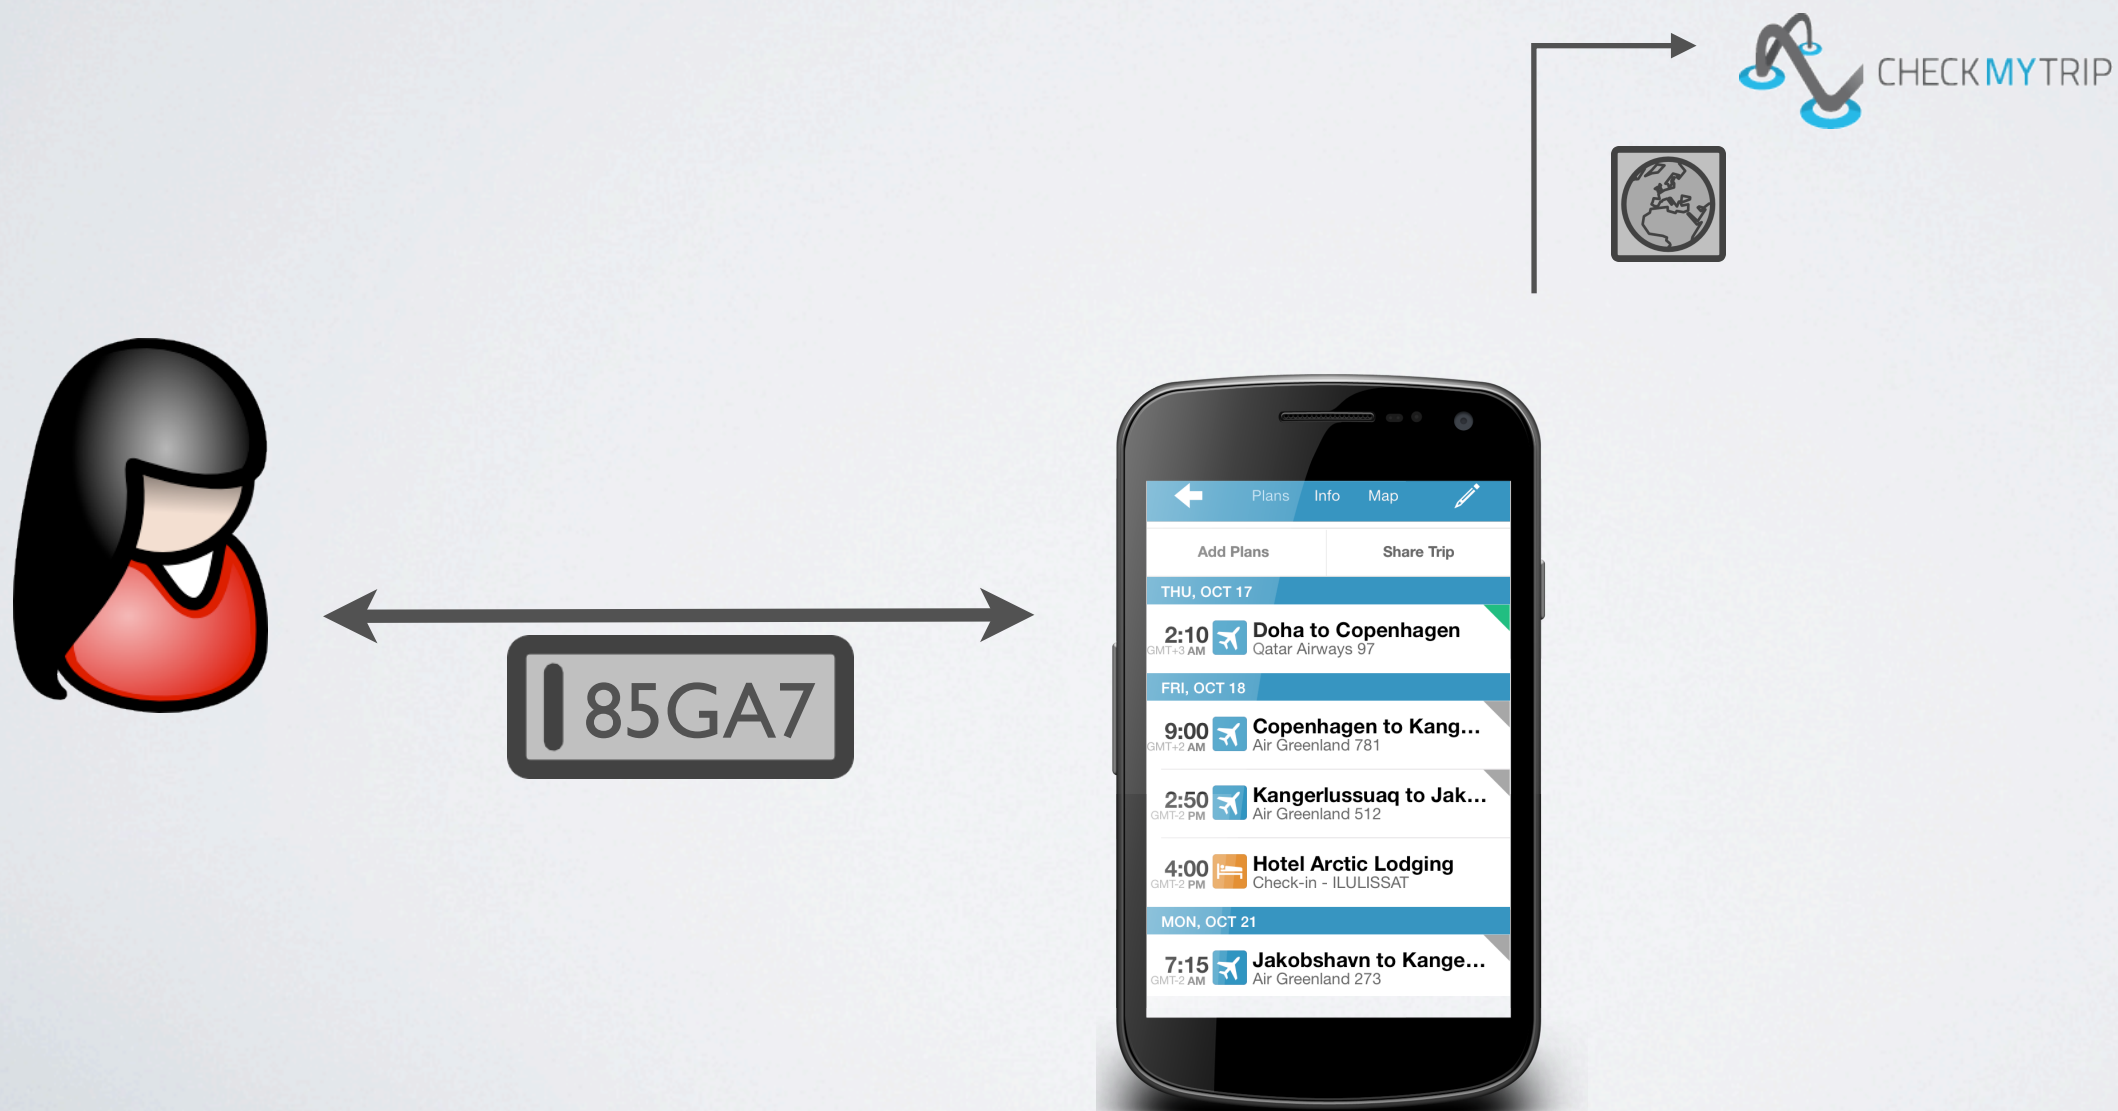 CHECKMYTRIP
Plans Info Map
Add Plans Share Trip
THU, OCT 17
2:10 Doha to Copenhagen
GMT+3 AM Qatar Airways 97
85GA7
FRI, OCT 18
9:00 Copenhagen to Kang...
GMT+2 AM Air Greenland 781
2:50 Kangerlussuaq to Jak...
GMT-2 PM Air Greenland 512
4:00 Hotel Arctic Lodging
GMT-2 PM Check-in - ILULISSAT
MON, OCT 21
7:15 Jakobshavn to Kange...
GMT-2 AM Air Greenland 273